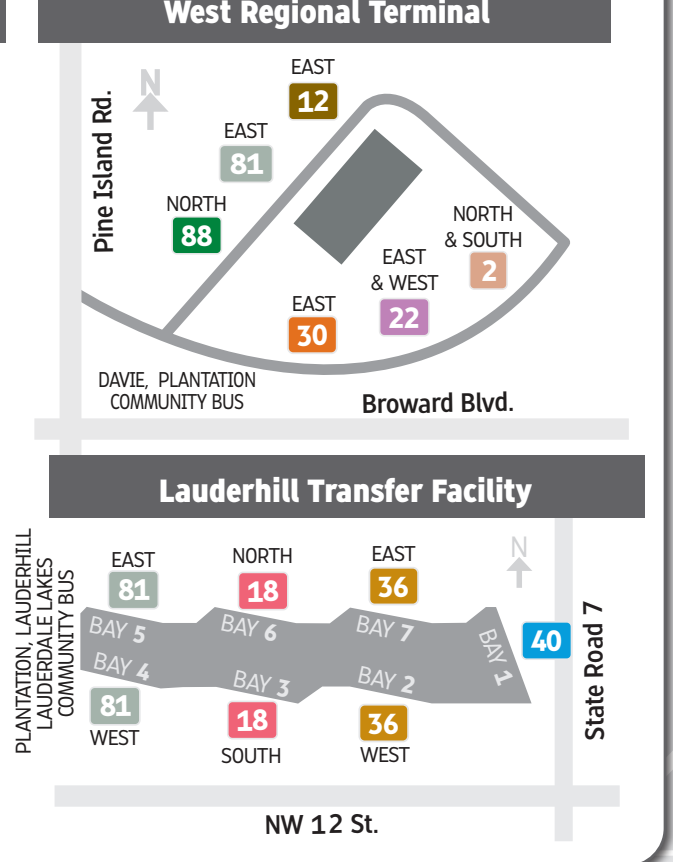 West Regional Terminal
Pine Island Rd.
N
EAST
12
EAST
81
NORTH
88
NORTH
& SOUTH
2
EAST
& WEST
22
EAST
30
DAVIE, PLANTATION
COMMUNITY BUS
Broward Blvd.
Lauderhill Transfer Facility
PLANTATION, LAUDERHILL
LAUDERDALE LAKES
COMMUNITY BUS
EAST
81
NORTH
18
EAST
36
N
BAY 5
BAY 6
BAY 7
BAY 1
40
State Road 7
BAY 4
BAY 3
BAY 2
81
WEST
18
SOUTH
36
WEST
NW 12 St.